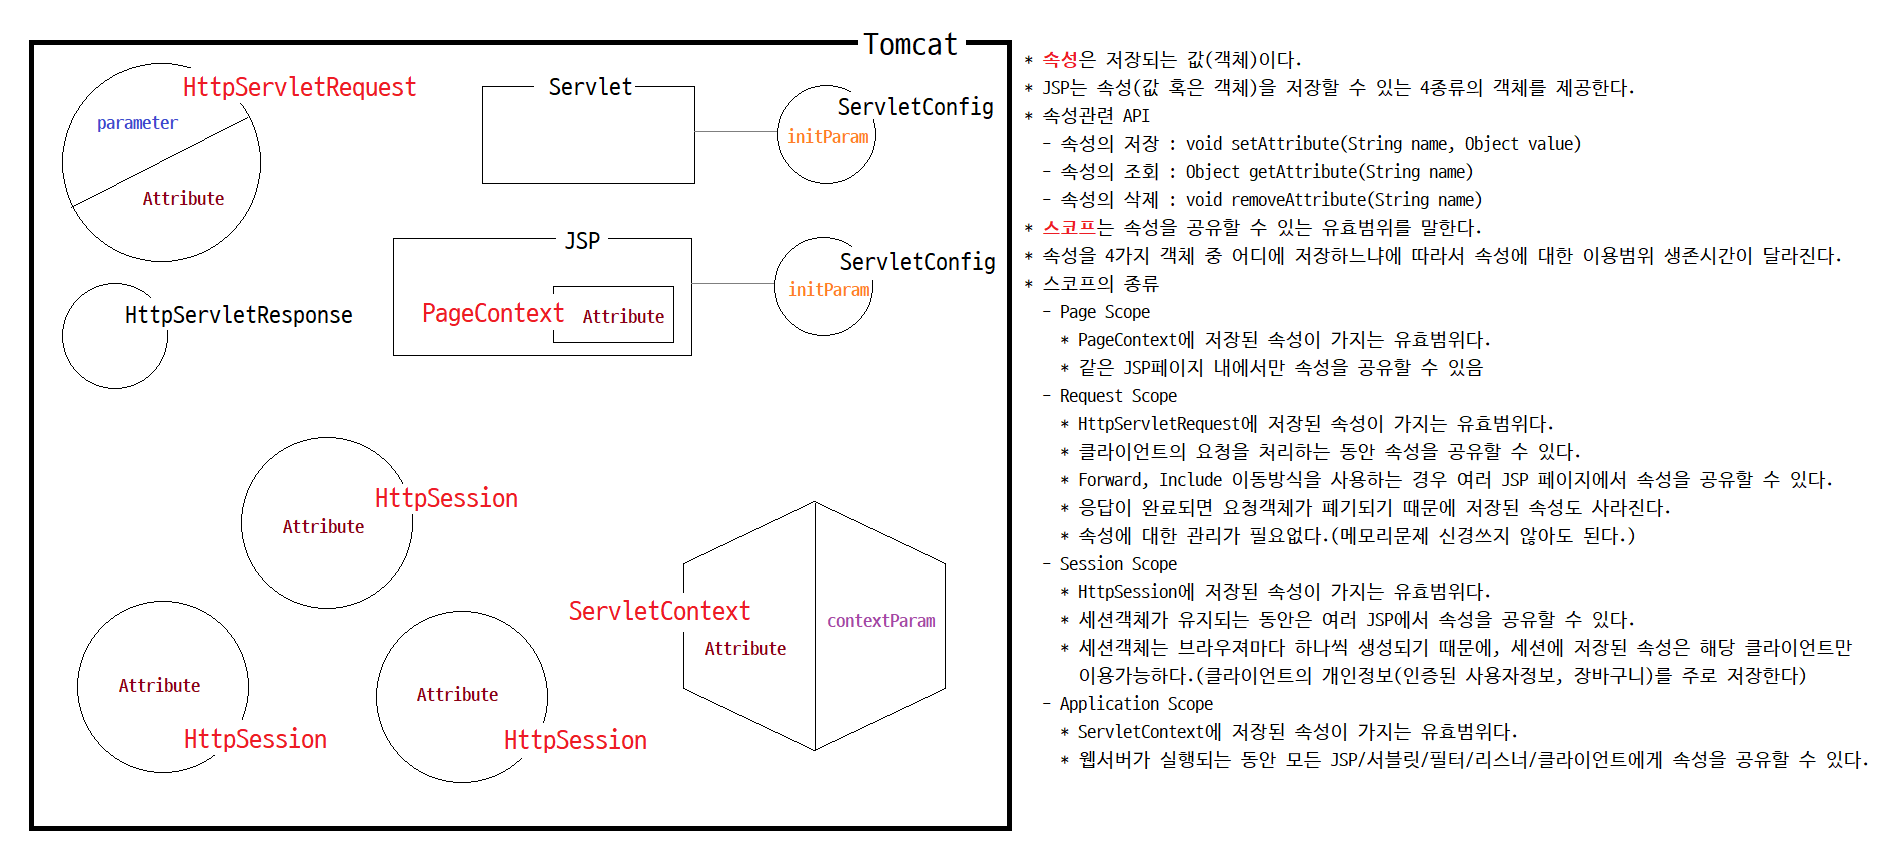 Tomcat
HttpServletRequest
parameter
Attribute
Servlet
ServletConfig
initParam
JSP
PageContext
Attribute
ServletConfig
initParam
HttpServletResponse
HttpSession
Attribute
Attribute
HttpSession
Attribute
HttpSession
ServletContext
Attribute
contextParam
* 속성은 저장되는 값(객체)이다.
* JSP는 속성(값 혹은 객체)을 저장할 수 있는 4종류의 객체를 제공한다.
* 속성관련 API
- 속성의 저장 : void setAttribute(String name, Object value)
- 속성의 조회 : Object getAttribute(String name)
- 속성의 삭제 : void removeAttribute(String name)
* 스코프는 속성을 공유할 수 있는 유효범위를 말한다.
* 속성을 4가지 객체 중 어디에 저장하느냐에 따라서 속성에 대한 이용범위 생존시간이 달라진다.
* 스코프의 종류
- Page Scope
* PageContext에 저장된 속성이 가지는 유효범위다.
* 같은 JSP페이지 내에서만 속성을 공유할 수 있음
- Request Scope
* HttpServletRequest에 저장된 속성이 가지는 유효범위다.
* 클라이언트의 요청을 처리하는 동안 속성을 공유할 수 있다.
* Forward, Include 이동방식을 사용하는 경우 여러 JSP 페이지에서 속성을 공유할 수 있다.
* 응답이 완료되면 요청객체가 폐기되기 때문에 저장된 속성도 사라진다.
* 속성에 대한 관리가 필요없다.(메모리문제 신경쓰지 않아도 된다.)
- Session Scope
* HttpSession에 저장된 속성이 가지는 유효범위다.
* 세션객체가 유지되는 동안은 여러 JSP에서 속성을 공유할 수 있다.
* 세션객체는 브라우져마다 하나씩 생성되기 때문에, 세션에 저장된 속성은 해당 클라이언트만
이용가능하다.(클라이언트의 개인정보(인증된 사용자정보, 장바구니)를 주로 저장한다)
- Application Scope
* ServletContext에 저장된 속성이 가지는 유효범위다.
* 웹서버가 실행되는 동안 모든 JSP/서블릿/필터/리스너/클라이언트에게 속성을 공유할 수 있다.